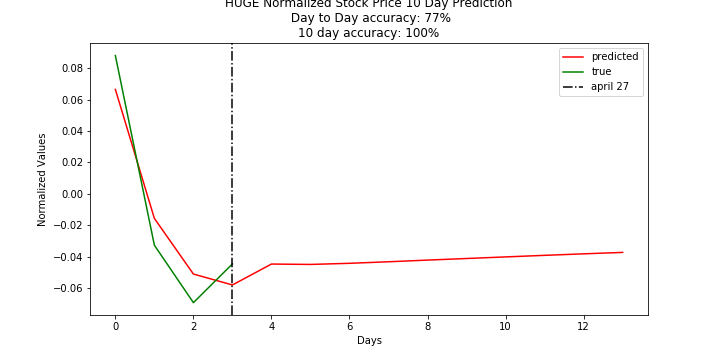 HUGE Normalized Stock Price 10 Day Prediction
Day to Day accuracy: 77%
10 day accuracy: 100%
predicted
true
april 27
0.08
0.06
0.04
0.02
0.00
−0.02
−0.04
−0.06
Normalized Values
0 2 4 6 8 10 12
Days